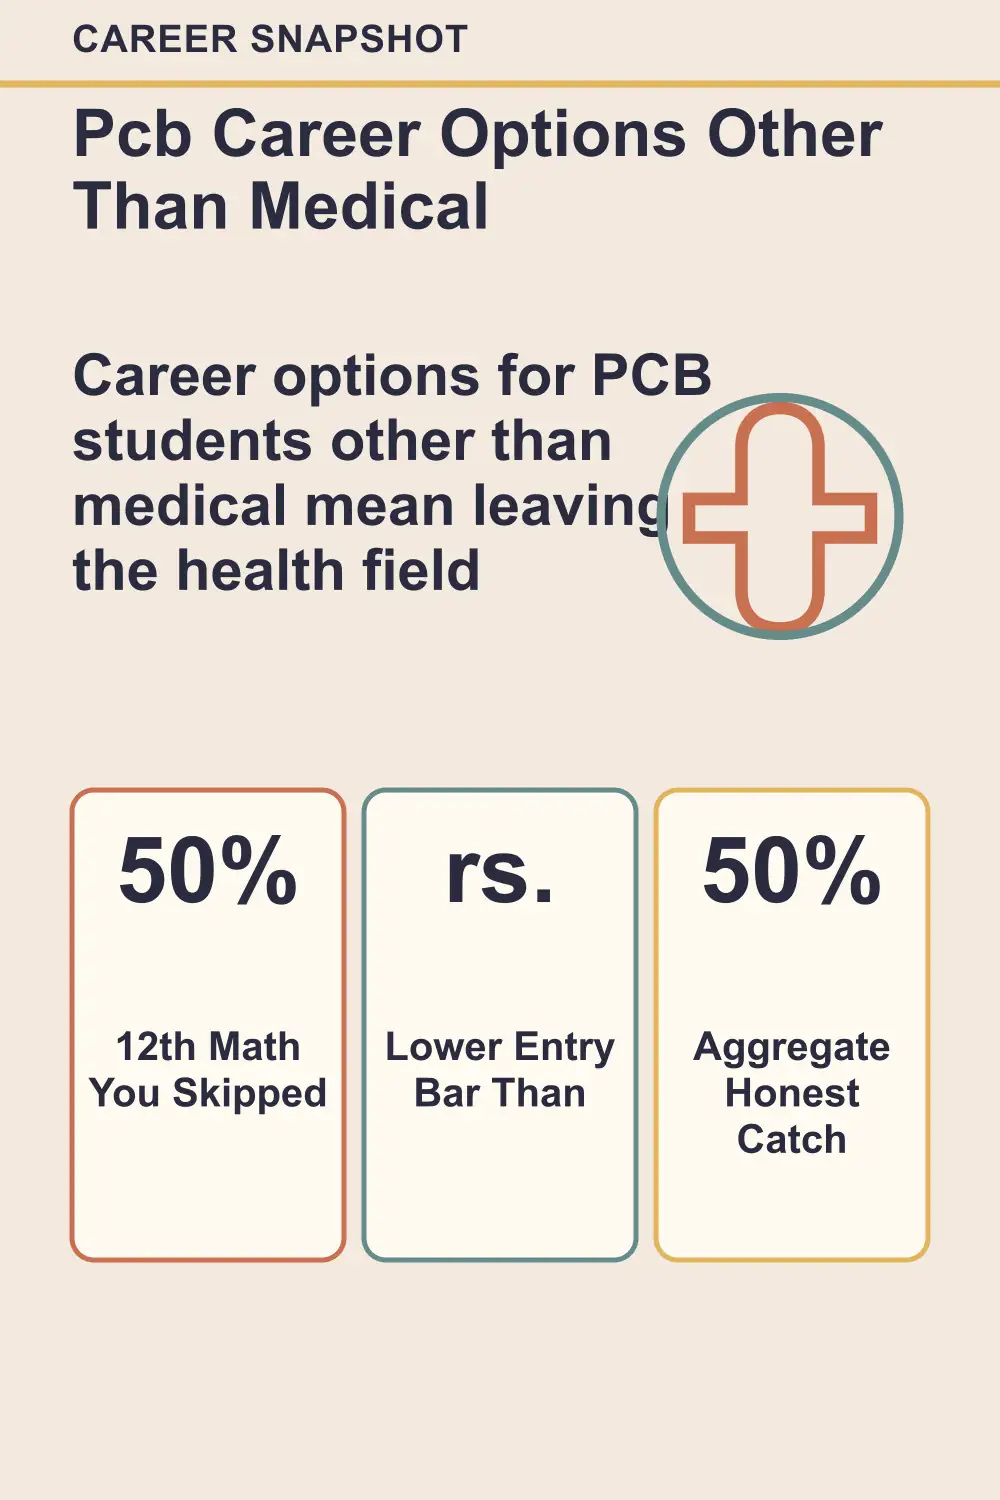 CAREER SNAPSHOT
Pcb Career Options Other
Than Medical
Career options for PCB
students other than
medical mean leaving
the health field
50%
12th Math
You Skipped
rs.
Lower Entry
Bar Than
50%
Aggregate
Honest
Catch